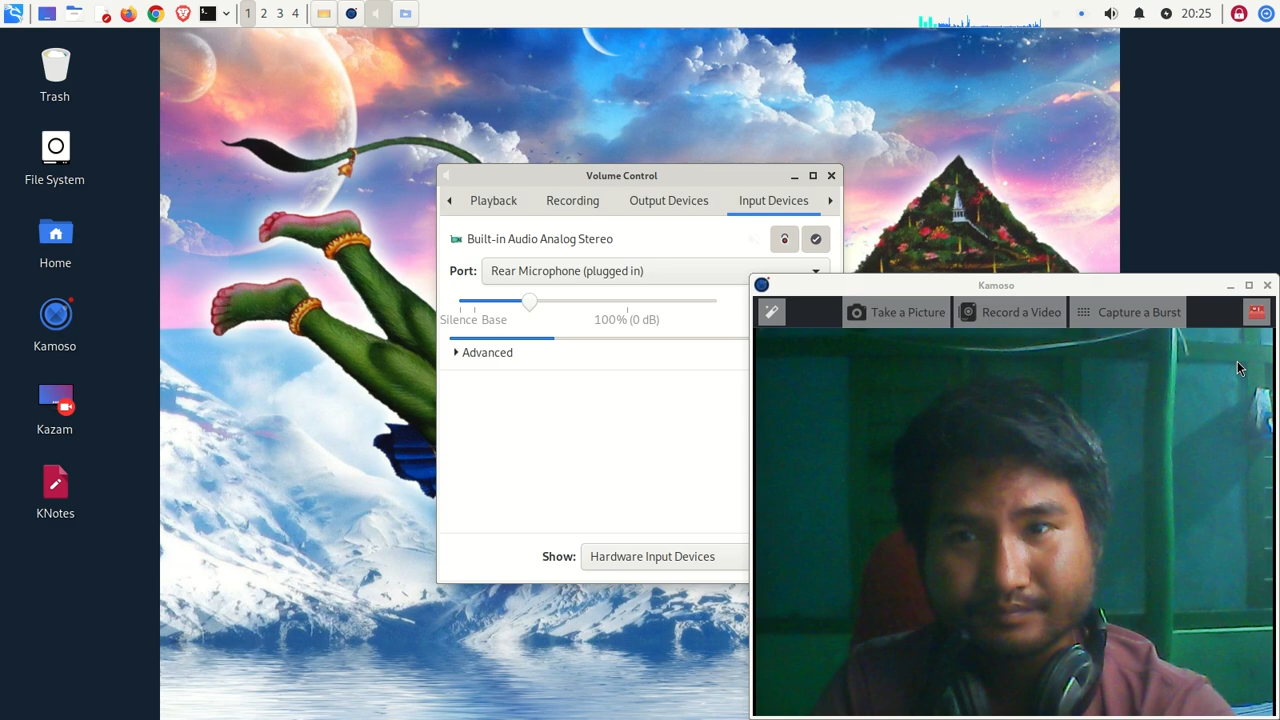 1 2 3 4
20:25
Trash
File System
Home
Kamoso
Kazam
KNotes
Volume Control
Playback Recording Output Devices Input Devices
Built-in Audio Analog Stereo
Port: Rear Microphone (plugged in)
Silence Base 100% (0 dB)
Advanced
Show: Hardware Input Devices
Kamoso
Take a Picture Record a Video Capture a Burst